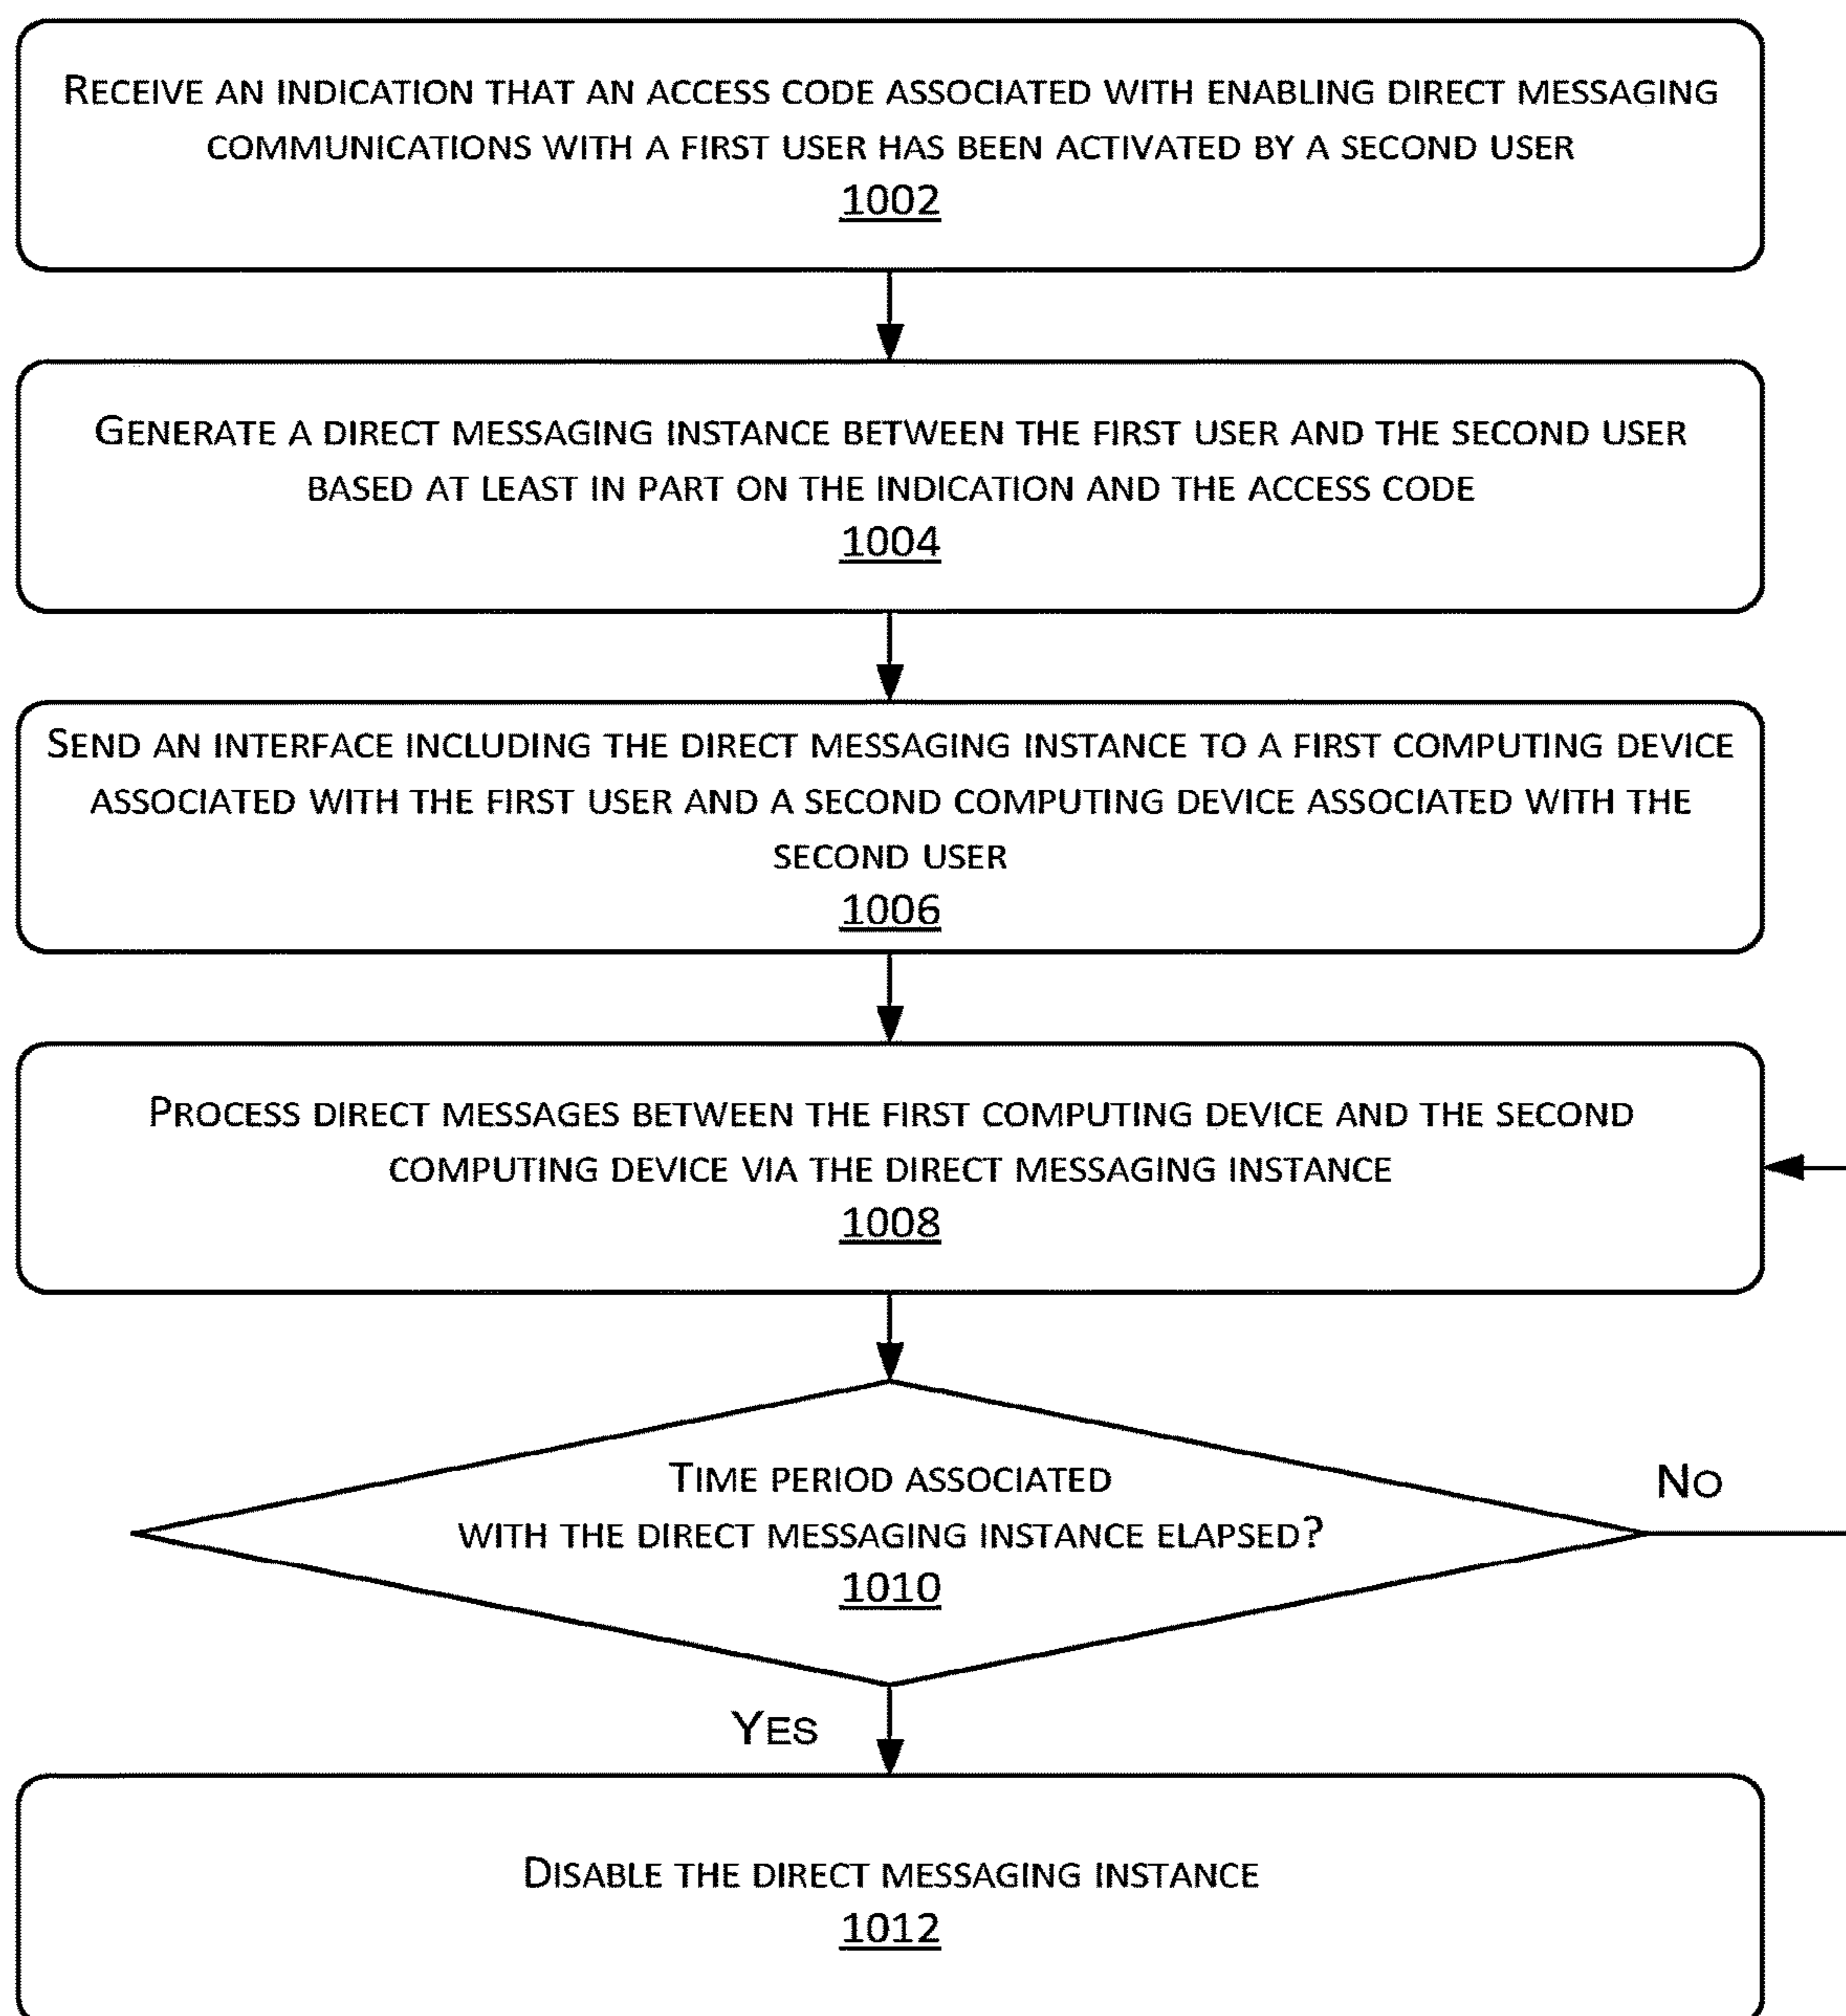 RECEIVE AN INDICATION THAT AN ACCESS CODE ASSOCIATED WITH ENABLING DIRECT MESSAGING
COMMUNICATIONS WITH A FIRST USER HAS BEEN ACTIVATED BY A SECOND USER
1002
GENERATE A DIRECT MESSAGING INSTANCE BETWEEN THE FIRST USER AND THE SECOND USER
BASED AT LEAST IN PART ON THE INDICATION AND THE ACCESS CODE
1004
SEND AN INTERFACE INCLUDING THE DIRECT MESSAGING INSTANCE TO A FIRST COMPUTING DEVICE
ASSOCIATED WITH THE FIRST USER AND A SECOND COMPUTING DEVICE ASSOCIATED WITH THE
SECOND USER
1006
PROCESS DIRECT MESSAGES BETWEEN THE FIRST COMPUTING DEVICE AND THE SECOND
COMPUTING DEVICE VIA THE DIRECT MESSAGING INSTANCE
1008
TIME PERIOD ASSOCIATED
WITH THE DIRECT MESSAGING INSTANCE ELAPSED?
1010
NO
YES
DISABLE THE DIRECT MESSAGING INSTANCE
1012